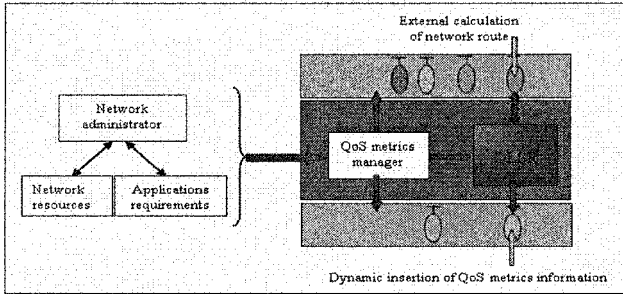 External calculation
of network route
Network
administrator
QoS metrics
manager
Network
resources
Applications
requirements
Dynamic insertion of QoS metrics information